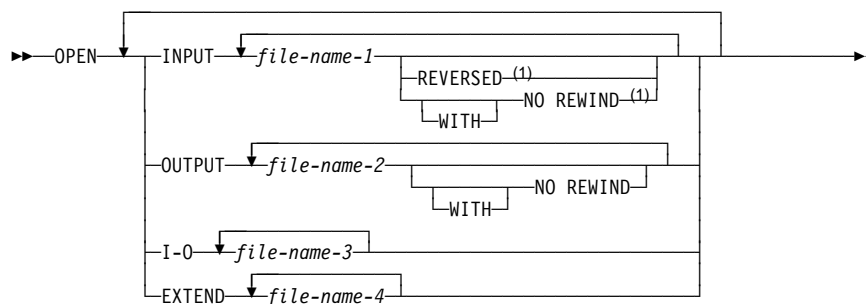 OPEN INPUT file-name-1
REVERSED (1)
NO REWIND (1)
WITH
OUTPUT file-name-2
NO REWIND
WITH
I-O file-name-3
EXTEND file-name-4